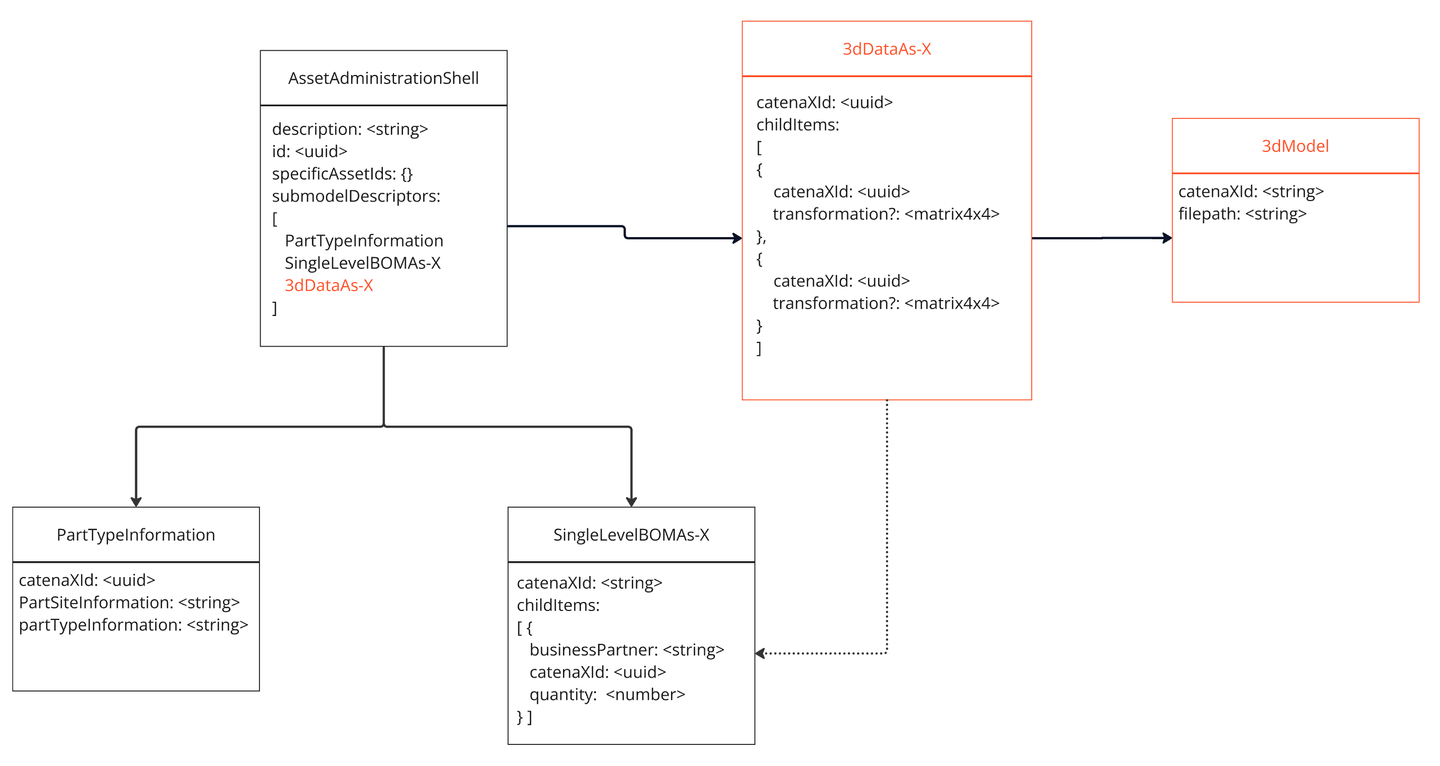 AssetAdministrationShell
description: <string>
id: <uuid>
specificAssetIds: {}
submodelDescriptors:
[
PartTypeInformation
SingleLevelBOMAs-X
3dDataAs-X
]
3dDataAs-X
catenaXId: <uuid>
childItems:
[
{
catenaXId: <uuid>
transformation?: <matrix4x4>
},
{
catenaXId: <uuid>
transformation?: <matrix4x4>
}
]
3dModel
catenaXId: <string>
filepath: <string>
PartTypeInformation
catenaXId: <uuid>
PartSiteInformation: <string>
partTypeInformation: <string>
SingleLevelBOMAs-X
catenaXId: <string>
childItems:
[ {
businessPartner: <string>
catenaXId: <uuid>
quantity: <number>
} ]